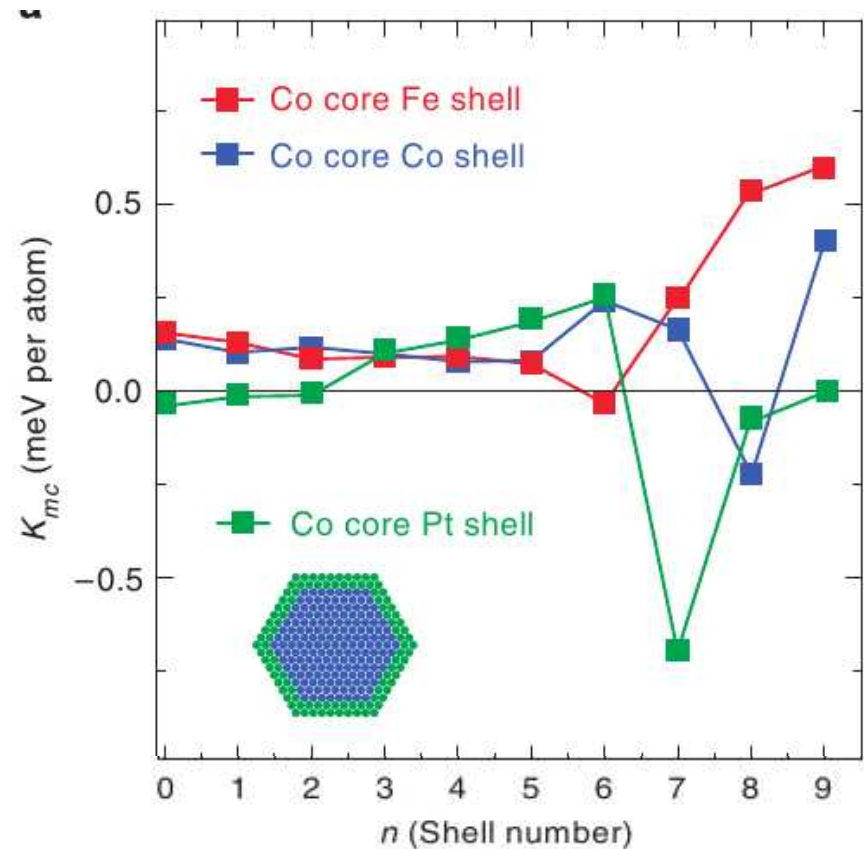 Co core Fe shell
Co core Co shell
0.5
0.0
Co core Pt shell
−0.5
K_mc (meV per atom)
0 1 2 3 4 5 6 7 8 9
n (Shell number)